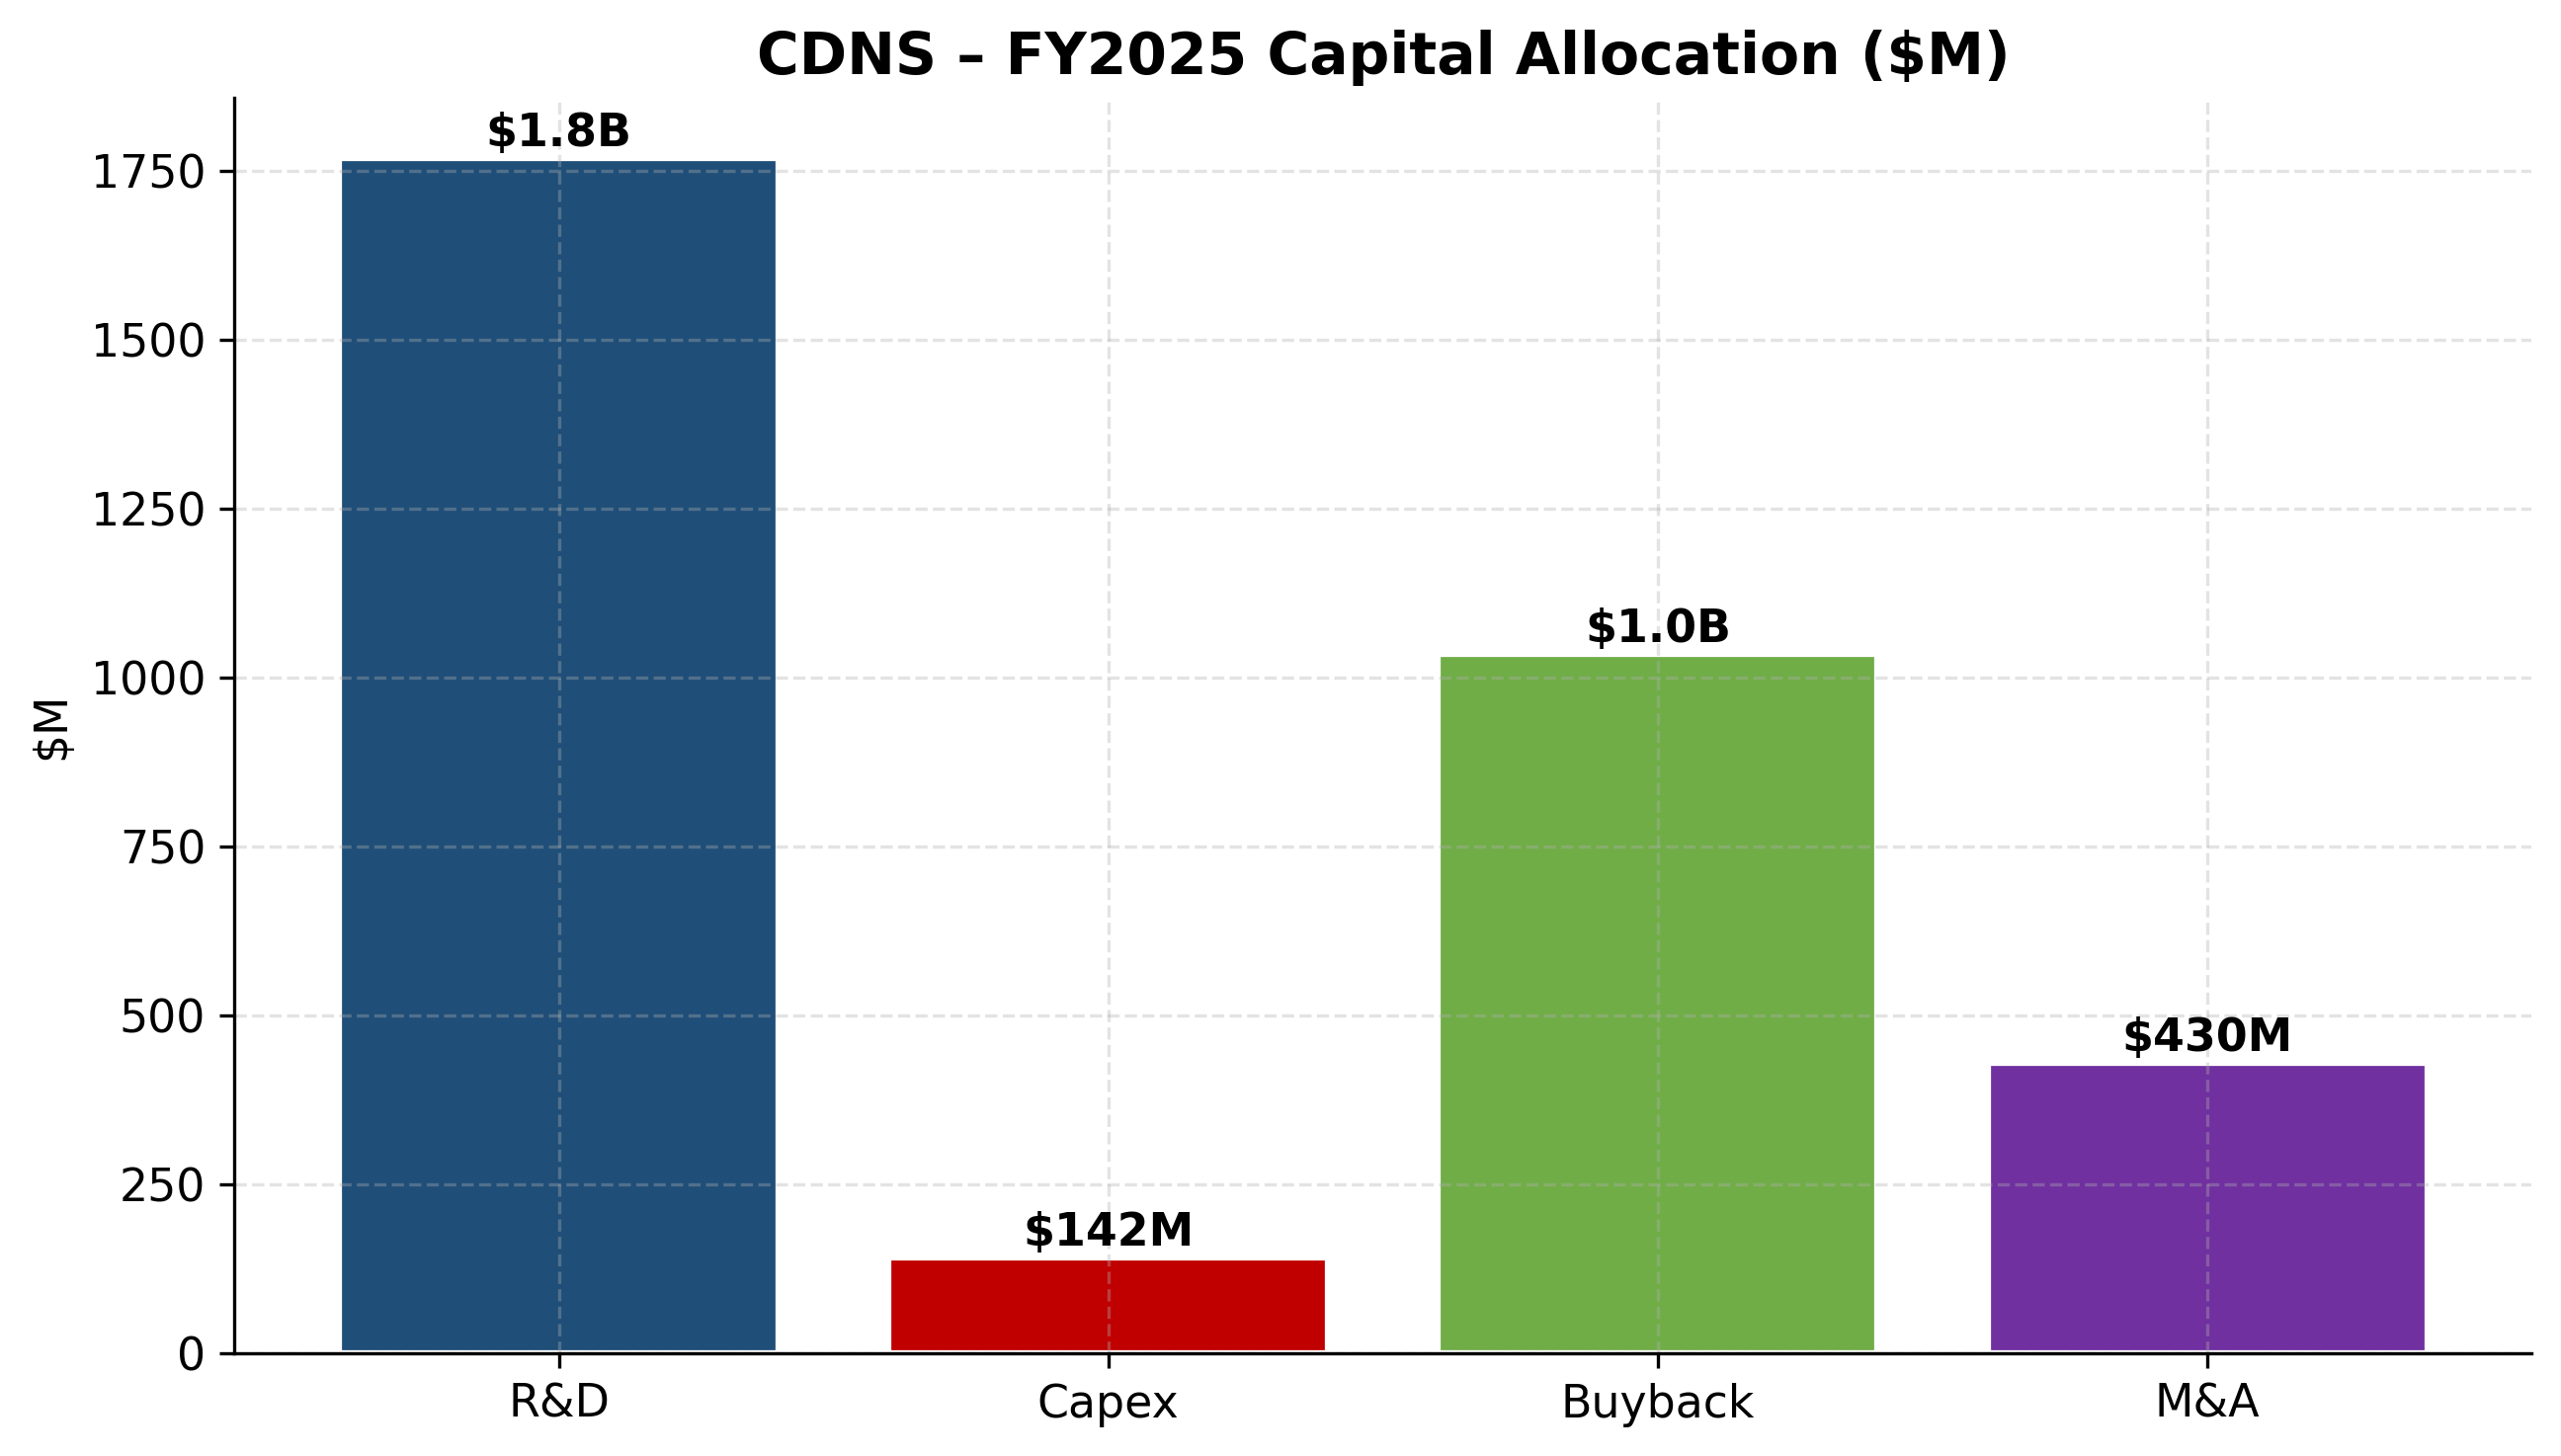 CDNS – FY2025 Capital Allocation ($M)
$1.8B
1750
1500
1250
$1.0B
1000
$M
750
500
$430M
250
$142M
0
R&D
Capex
Buyback
M&A